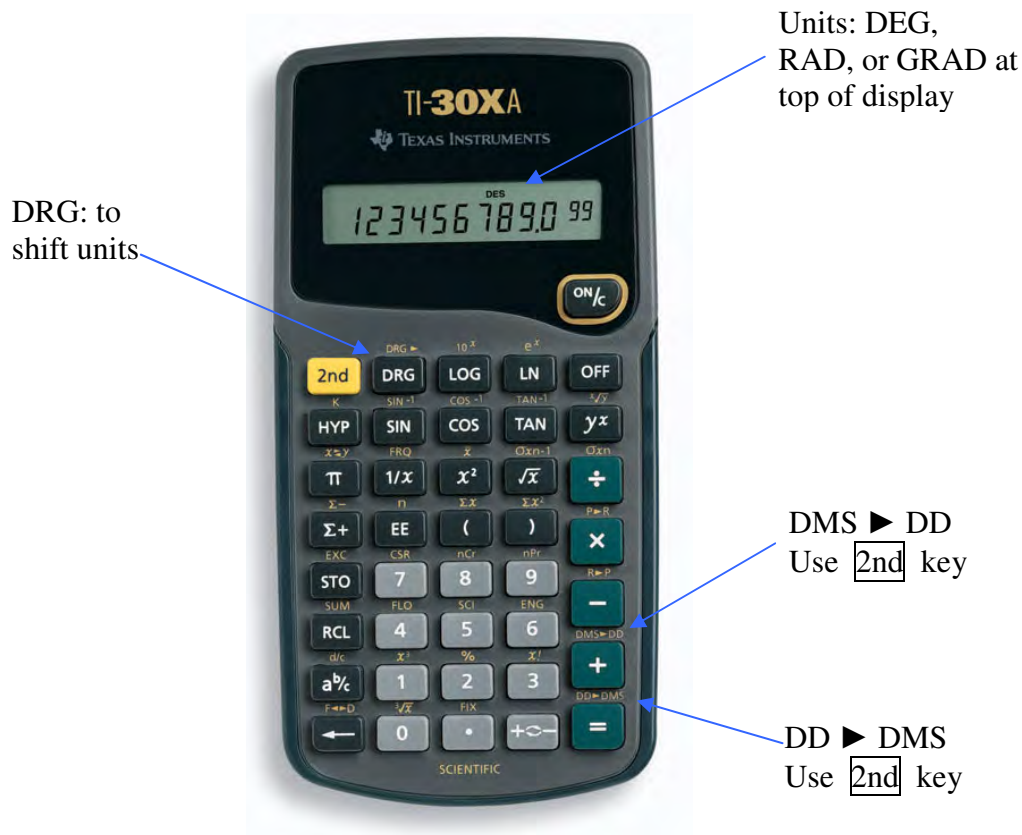 Units: DEG,
RAD, or GRAD at
top of display
TI-30XA
TEXAS INSTRUMENTS
DES
1234567890 99
DRG: to
shift units
ON/C
DRG ► 10ˣ eˣ
2nd DRG LOG LN OFF
K SIN⁻¹ COS⁻¹ TAN⁻¹ ˣ√y
HYP SIN COS TAN yˣ
x⇆y FRQ x̄ σxn-1 σxn
π 1/x x² √x ÷
Σ− n Σx Σx² P►R
Σ+ EE ( ) ×
EXC CSR nCr nPr R►P
STO 7 8 9 −
SUM FLO SCI ENG DMS►DD
RCL 4 5 6 +
d/c x³ % x! DD►DMS
ab/c 1 2 3 =
F◄►D ³√x FIX
← 0 . +⇆−
SCIENTIFIC
DMS ► DD
Use 2nd key
DD ► DMS
Use 2nd key